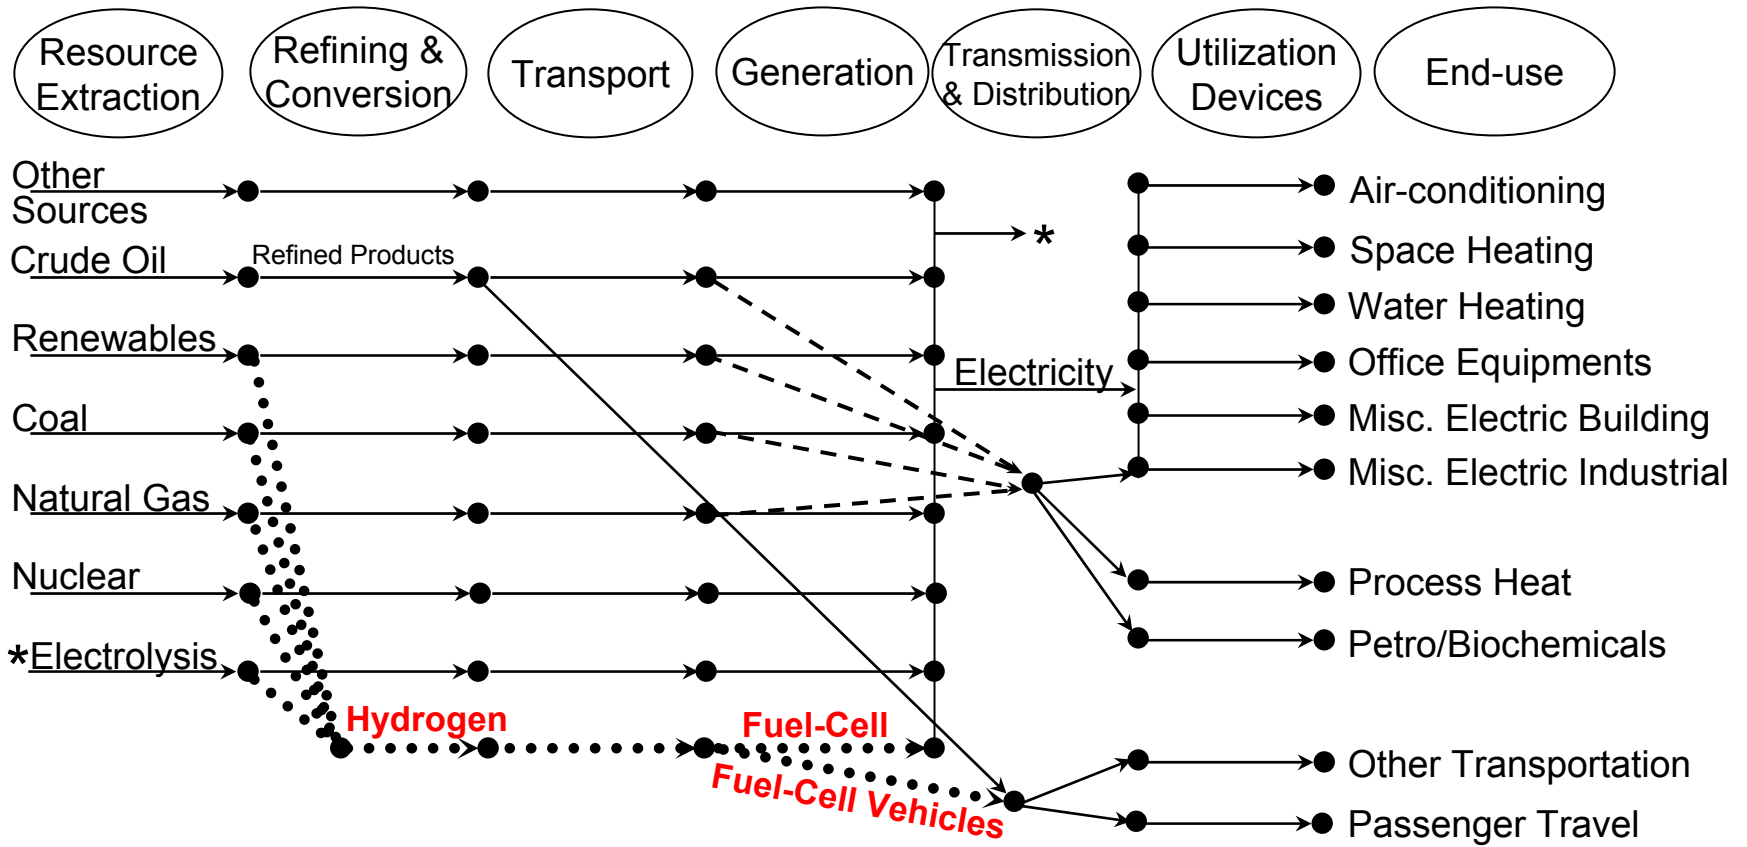 Resource
Extraction
Refining &
Conversion
Transport
Generation
Transmission
& Distribution
Utilization
Devices
End-use
Other
Sources
Crude Oil
Refined Products
Renewables
Coal
Natural Gas
Nuclear
*Electrolysis
Hydrogen
Fuel-Cell
Fuel-Cell Vehicles
*
Electricity
Air-conditioning
Space Heating
Water Heating
Office Equipments
Misc. Electric Building
Misc. Electric Industrial
Process Heat
Petro/Biochemicals
Other Transportation
Passenger Travel